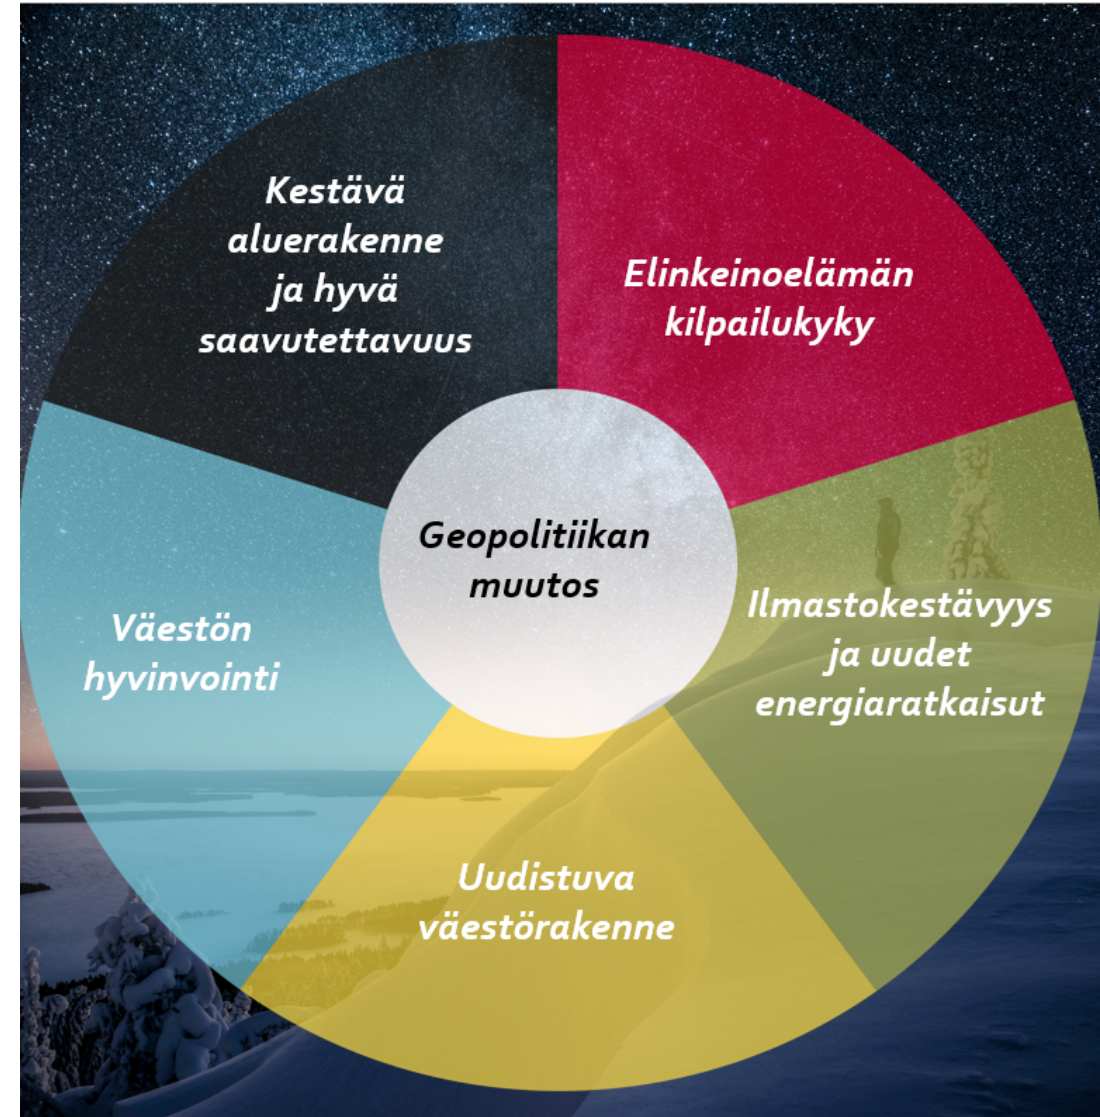 Kestävä
aluerakenne
ja hyvä
saavutettavuus
Elinkeinoelämän
kilpailukyky
Geopolitiikan
muutos
Ilmastokestävyys
ja uudet
energiaratkaisut
Väestön
hyvinvointi
Uudistuva
väestörakenne